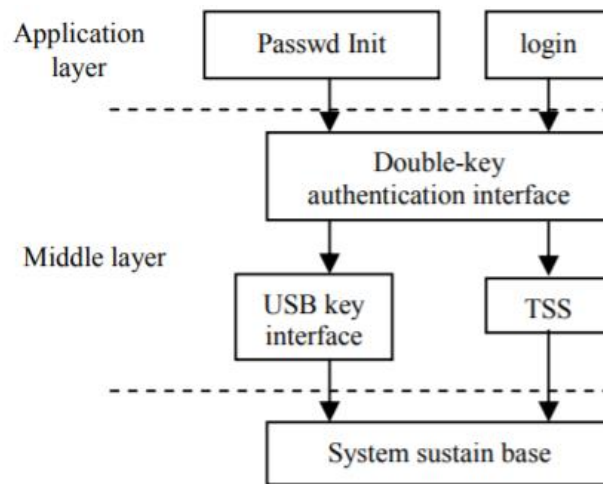 Application
layer
Passwd Init
login
Double-key
authentication interface
Middle layer
USB key
interface
TSS
System sustain base